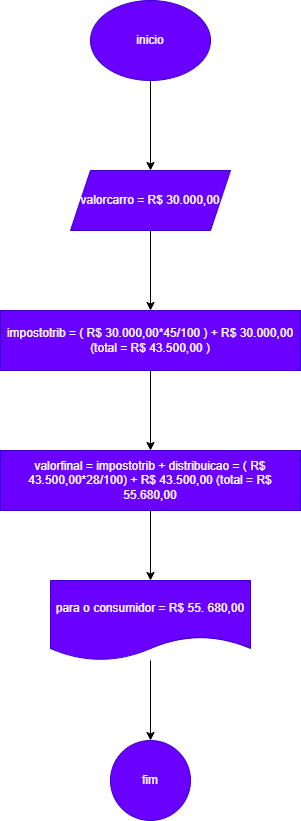 inicio
valorcarro = R$ 30.000,00
impostotrib = ( R$ 30.000,00*45/100 ) + R$ 30.000,00
(total = R$ 43.500,00 )
valorfinal = impostotrib + distribuicao = ( R$
43.500,00*28/100) + R$ 43.500,00 (total = R$
55.680,00
para o consumidor = R$ 55. 680,00
fim